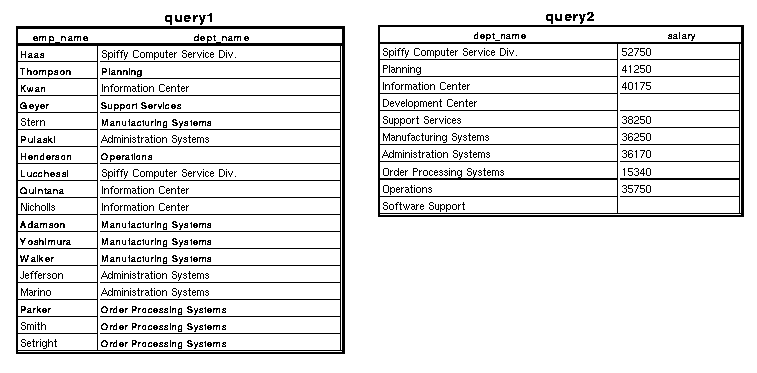 query1
emp_name dept_name
Haas Spiffy Computer Service Div.
Thompson Planning
Kwan Information Center
Geyer Support Services
Stern Manufacturing Systems
Pulaski Administration Systems
Henderson Operations
Lucchessi Spiffy Computer Service Div.
Quintana Information Center
Nicholls Information Center
Adamson Manufacturing Systems
Yoshimura Manufacturing Systems
Walker Manufacturing Systems
Jefferson Administration Systems
Marino Administration Systems
Parker Order Processing Systems
Smith Order Processing Systems
Setright Order Processing Systems
query2
dept_name salary
Spiffy Computer Service Div. 52750
Planning 41250
Information Center 40175
Development Center
Support Services 38250
Manufacturing Systems 36250
Administration Systems 36170
Order Processing Systems 15340
Operations 35750
Software Support